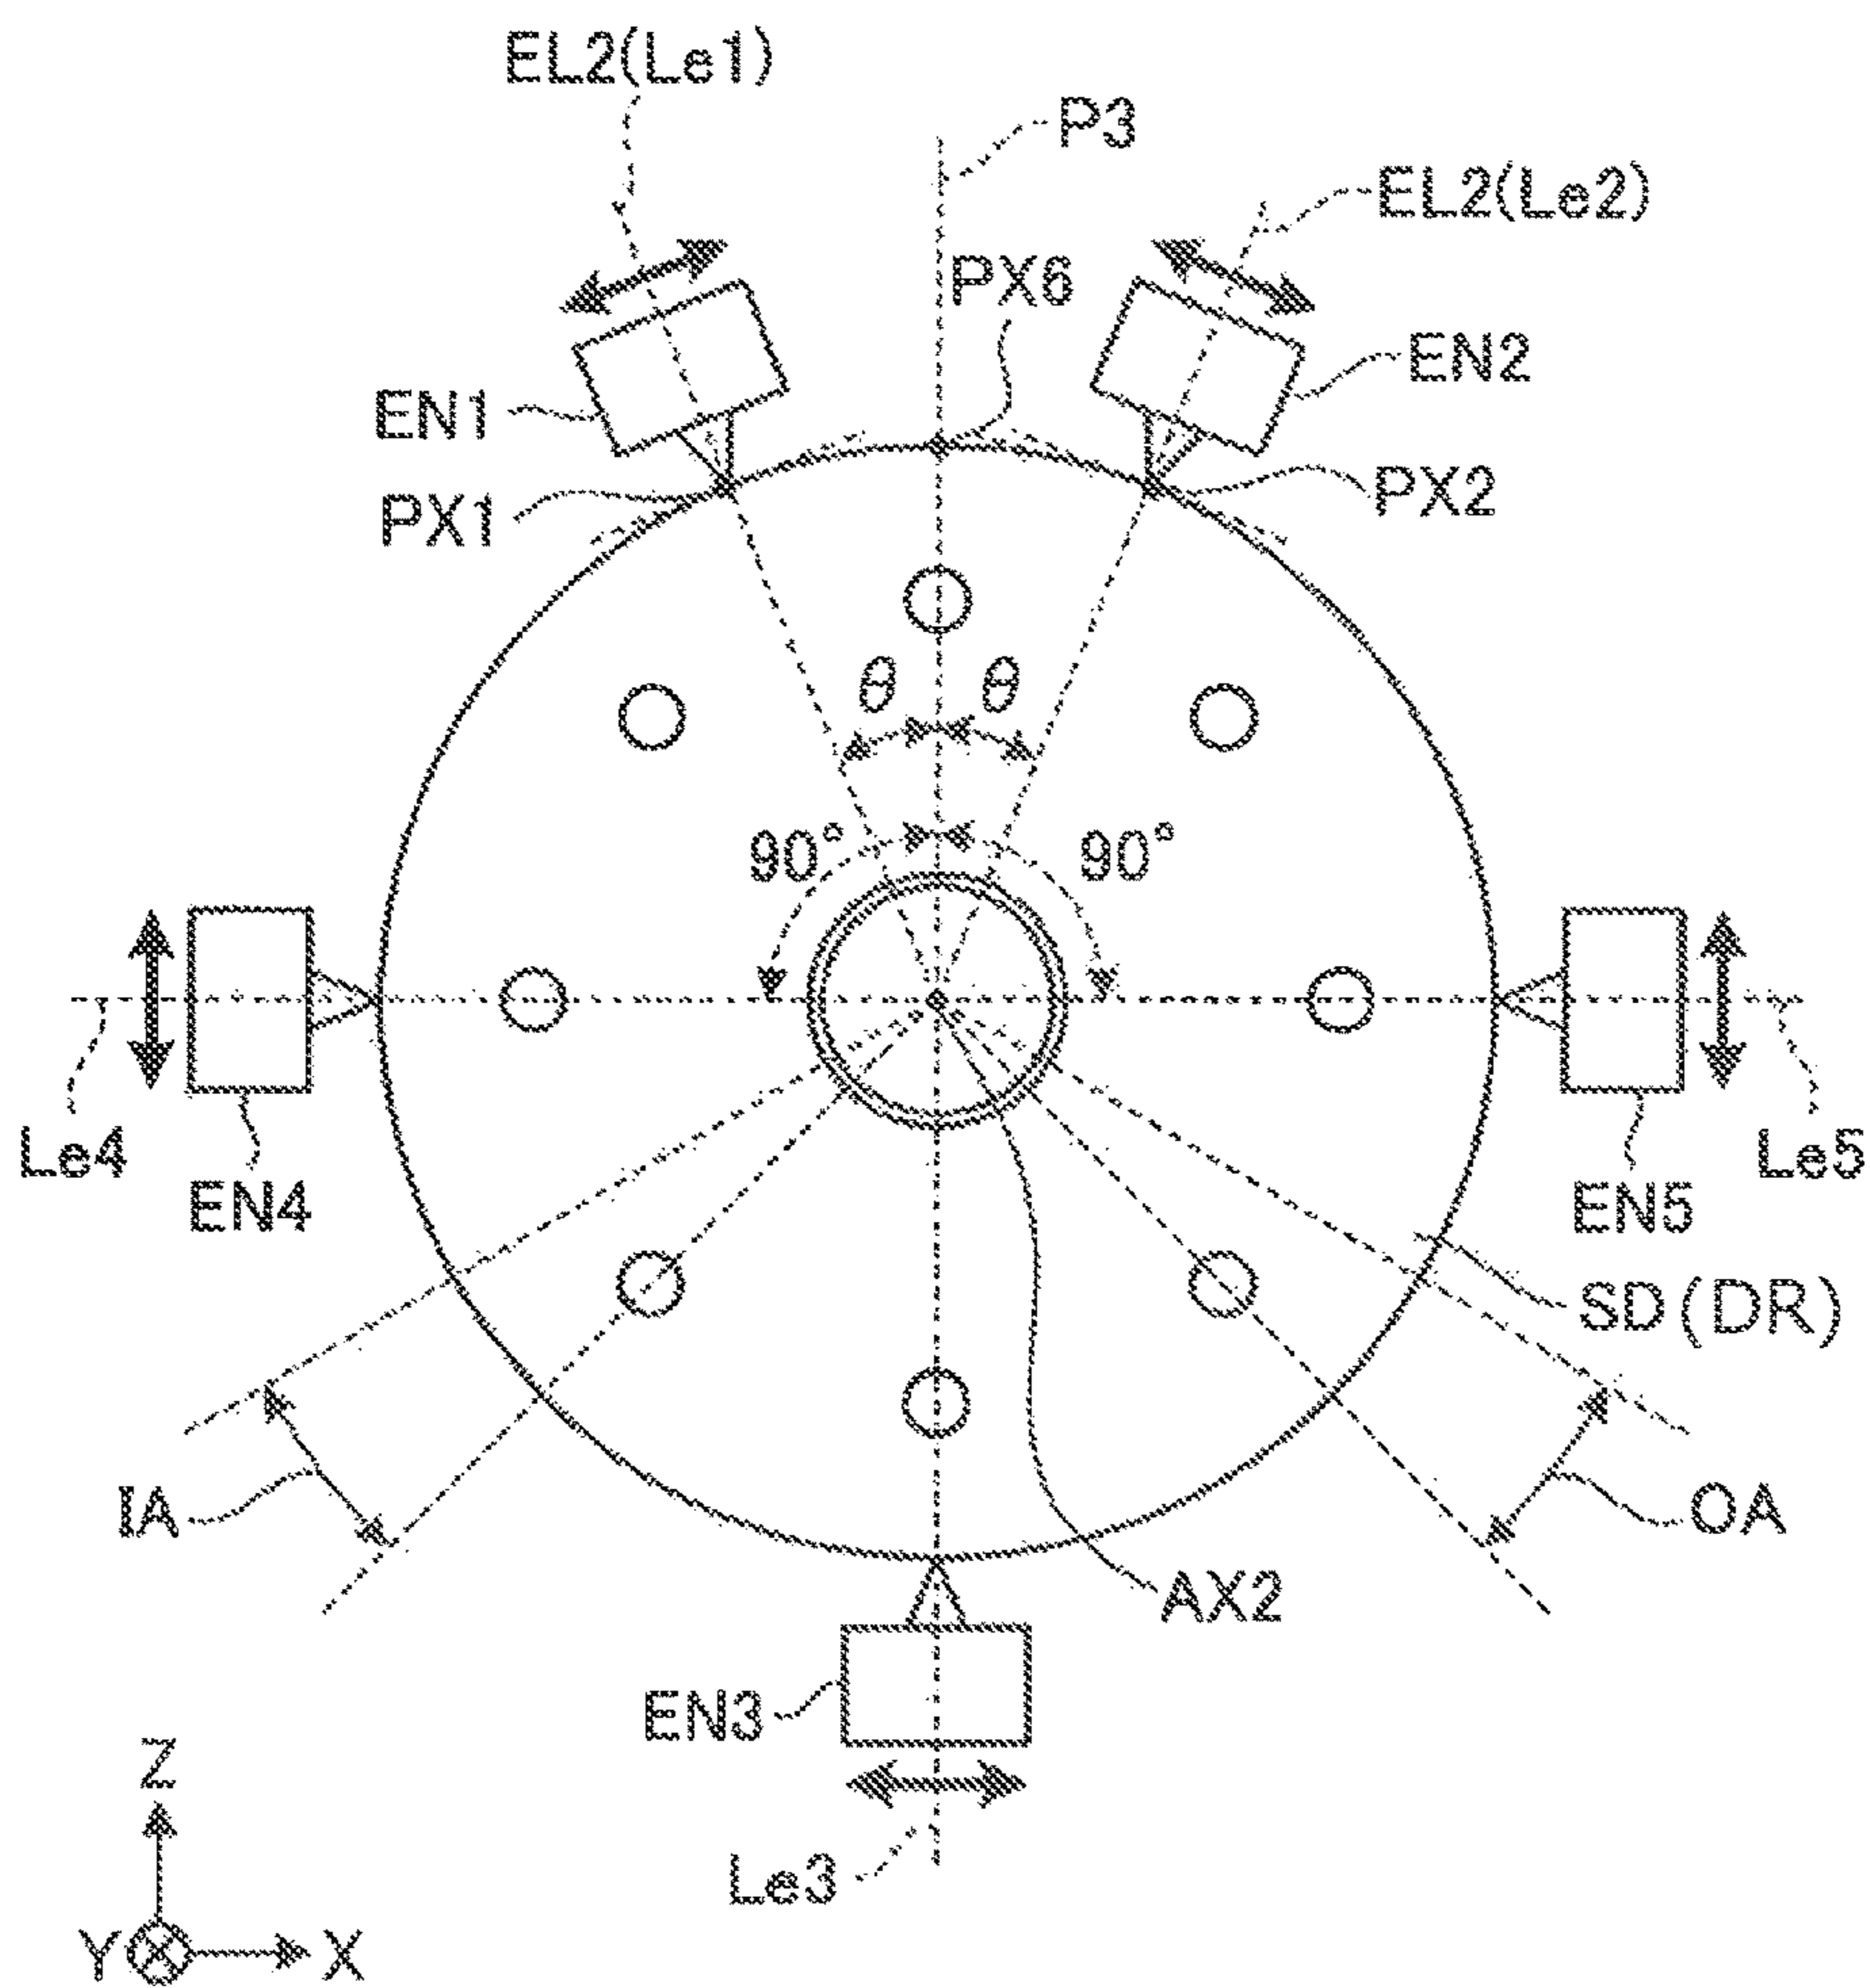 EL2(Le1)
P3
EL2(Le2)
PX6
EN2
EN1
PX2
PX1
θ θ
90° 90°
Le4
Le5
EN4
EN5
SD(DR)
IA
OA
AX2
EN3
Z
Le3
Y X